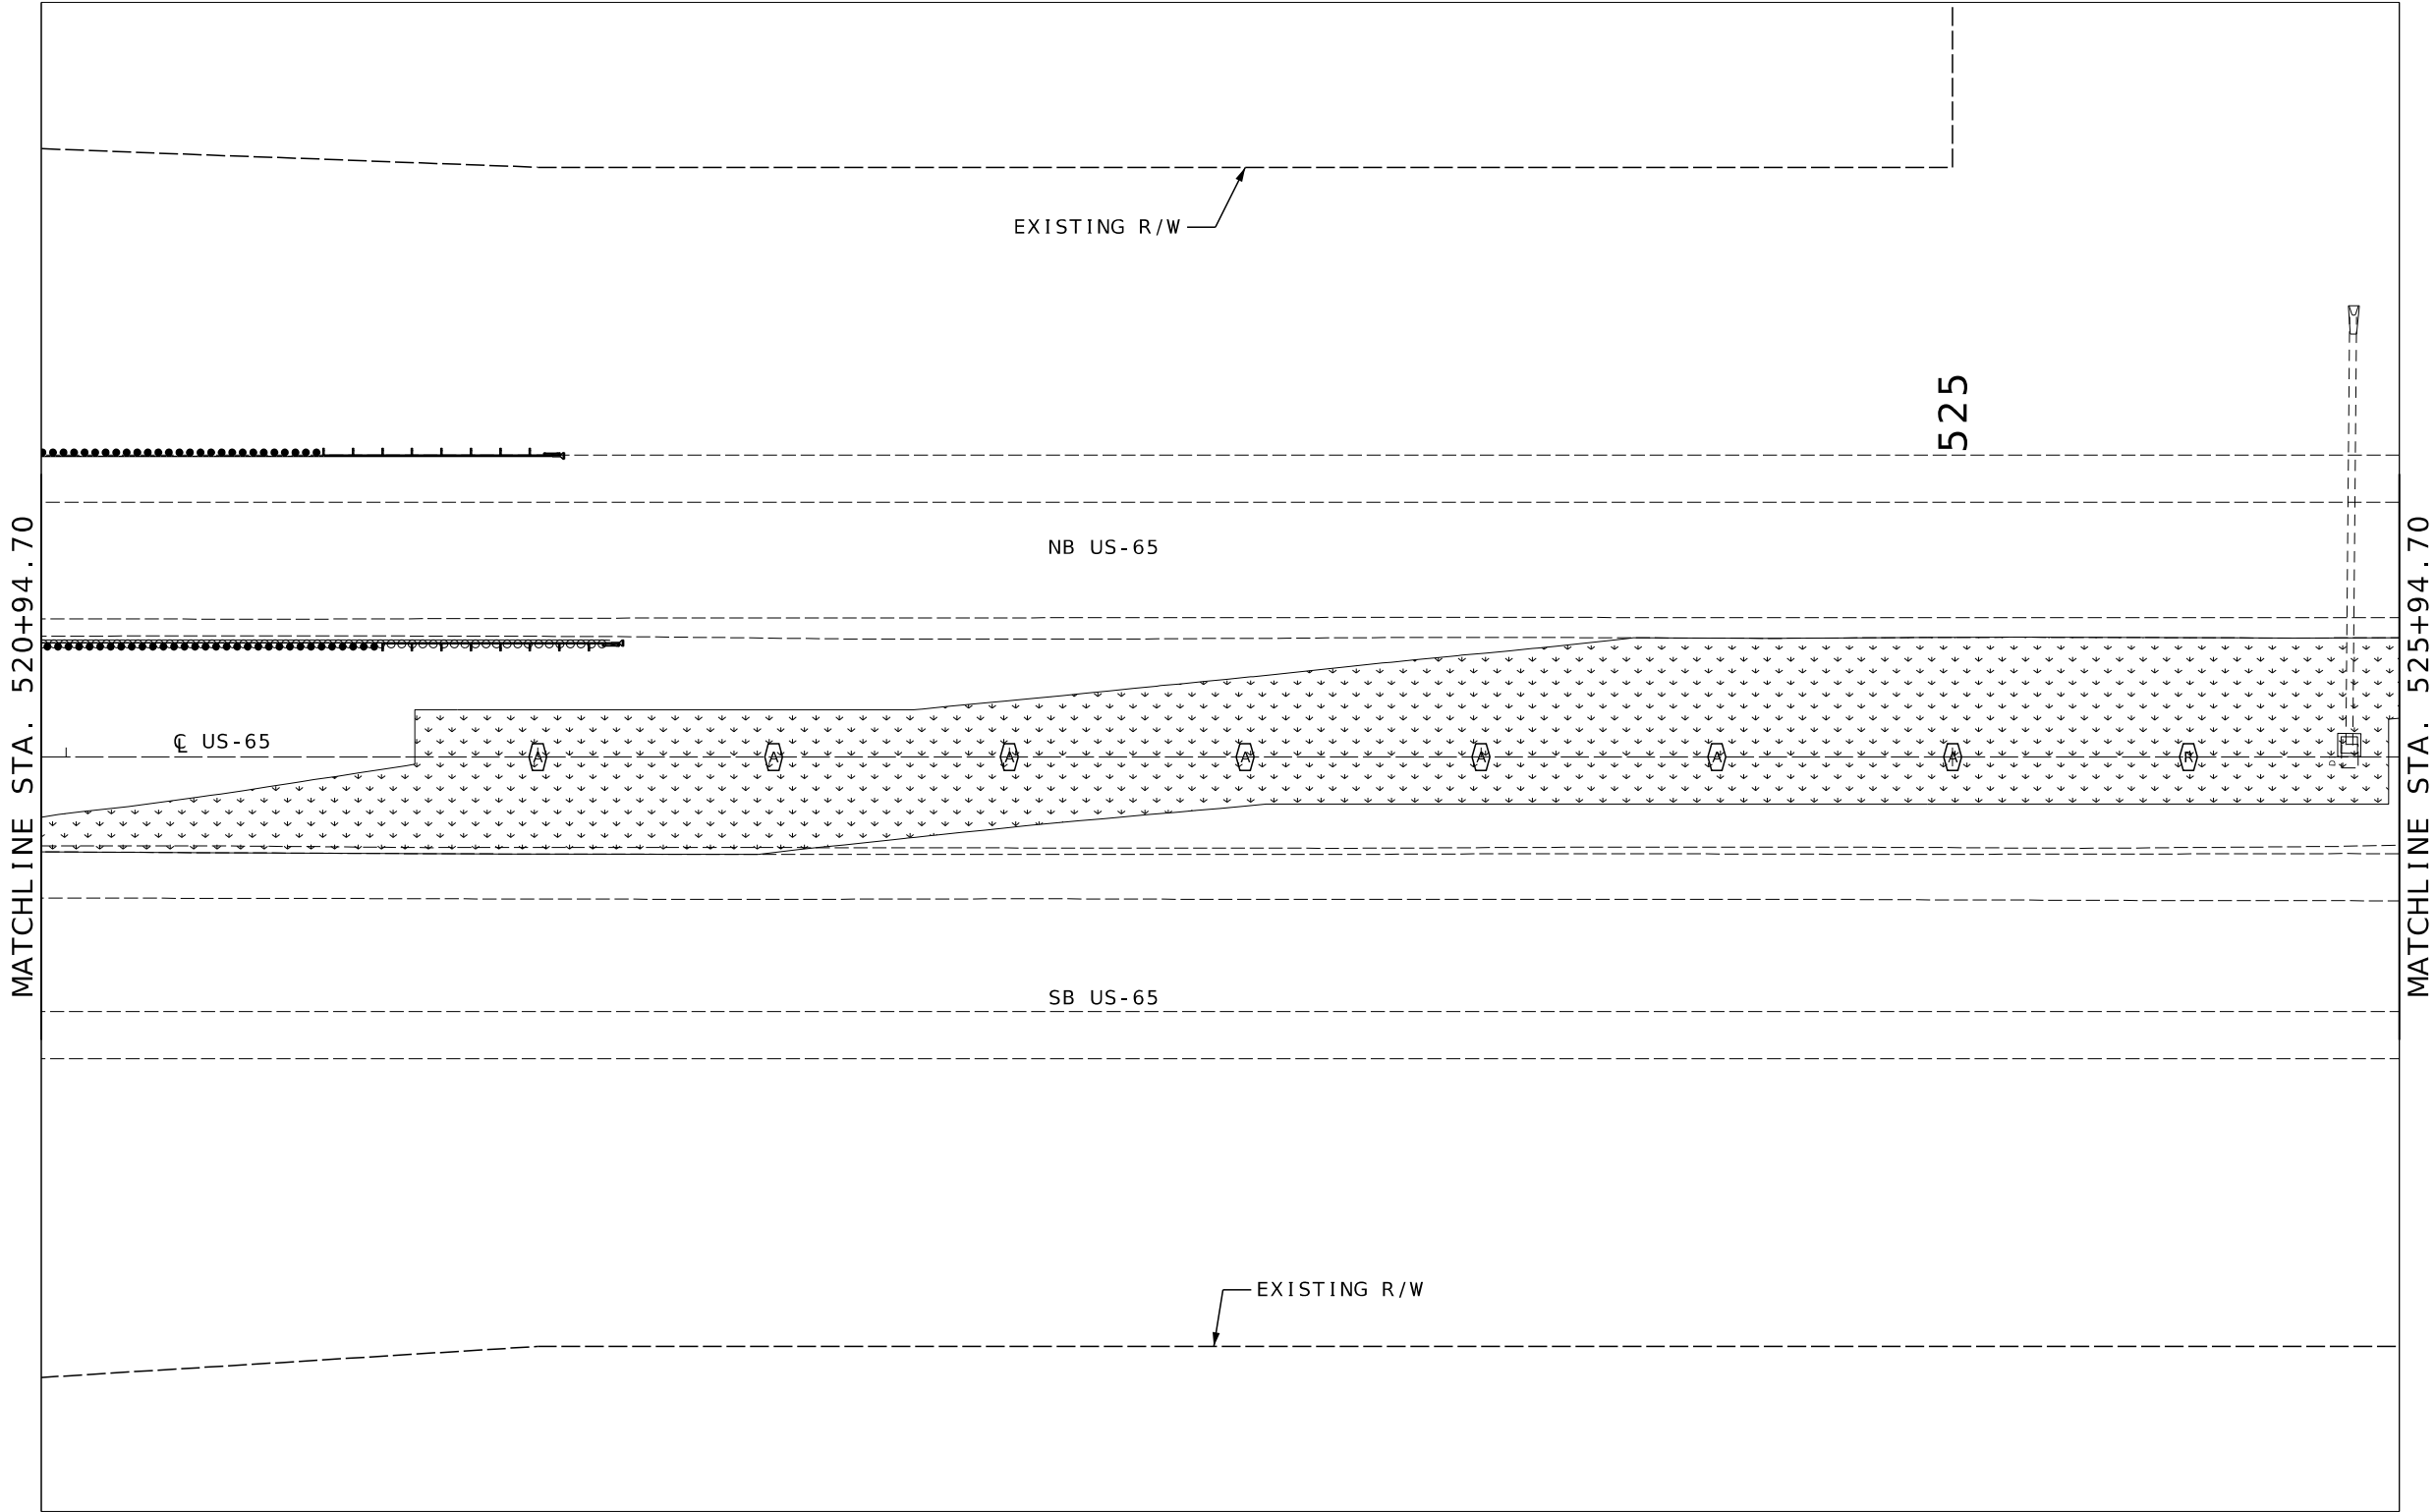 EXISTING R/W
525
NB US-65
MATCHLINE STA. 520+94.70
MATCHLINE STA. 525+94.70
℄ US-65
A
A
A
A
A
A
A
R
D
SB US-65
EXISTING R/W